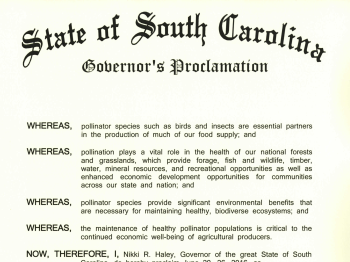 State of South Carolina
Governor's Proclamation
WHEREAS, pollinator species such as birds and insects are essential partners
in the production of much of our food supply; and
WHEREAS, pollination plays a vital role in the health of our national forests
and grasslands, which provide forage, fish and wildlife, timber,
water, mineral resources, and recreational opportunities as well as
enhanced economic development opportunities for communities
across our state and nation; and
WHEREAS, pollinator species provide significant environmental benefits that
are necessary for maintaining healthy, biodiverse ecosystems; and
WHEREAS, the maintenance of healthy pollinator populations is critical to the
continued economic well-being of agricultural producers.
NOW, THEREFORE, I, Nikki R. Haley, Governor of the great State of South